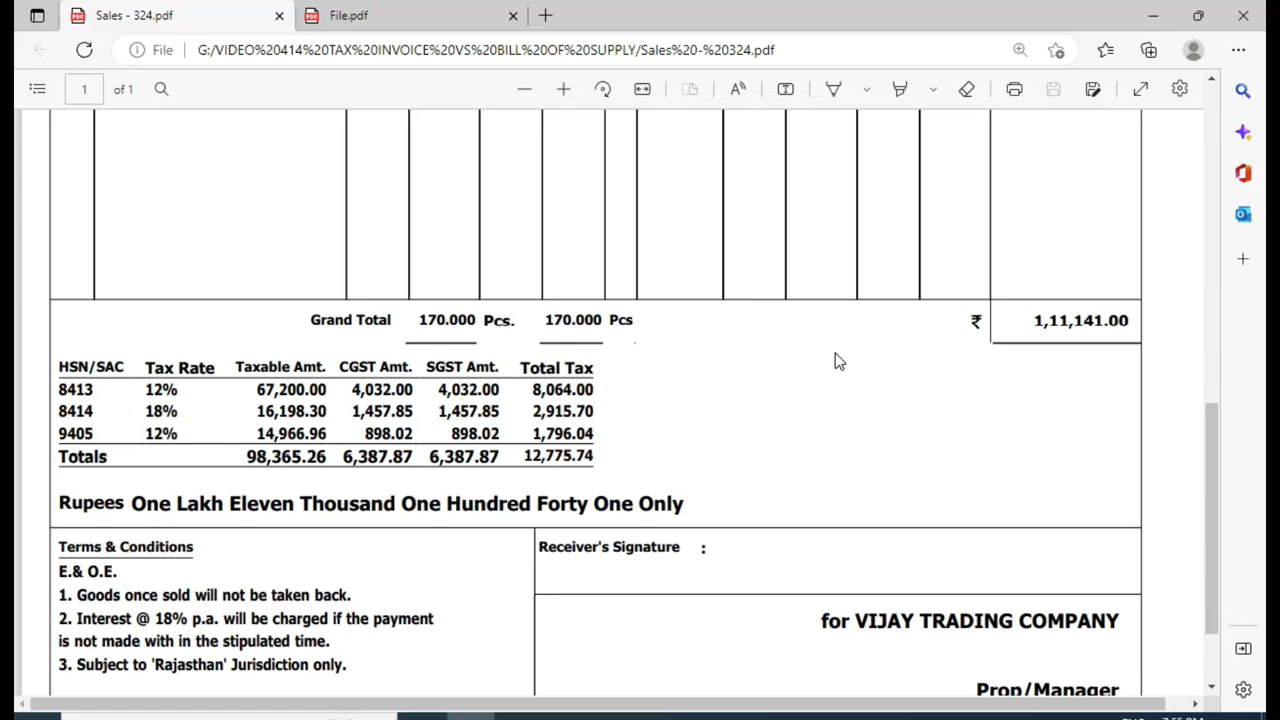 Sales - 324.pdf
File.pdf
File G:/VIDEO%20414%20TAX%20INVOICE%20VS%20BILL%20OF%20SUPPLY/Sales%20-%20324.pdf
1 of 1
Grand Total 170.000 Pcs. 170.000 Pcs ₹ 1,11,141.00
HSN/SAC Tax Rate Taxable Amt. CGST Amt. SGST Amt. Total Tax
8413 12% 67,200.00 4,032.00 4,032.00 8,064.00
8414 18% 16,198.30 1,457.85 1,457.85 2,915.70
9405 12% 14,966.96 898.02 898.02 1,796.04
Totals 98,365.26 6,387.87 6,387.87 12,775.74
Rupees One Lakh Eleven Thousand One Hundred Forty One Only
Terms & Conditions
E.& O.E.
1. Goods once sold will not be taken back.
2. Interest @ 18% p.a. will be charged if the payment
is not made with in the stipulated time.
3. Subject to 'Rajasthan' Jurisdiction only.
Receiver's Signature :
for VIJAY TRADING COMPANY
Prop/Manager